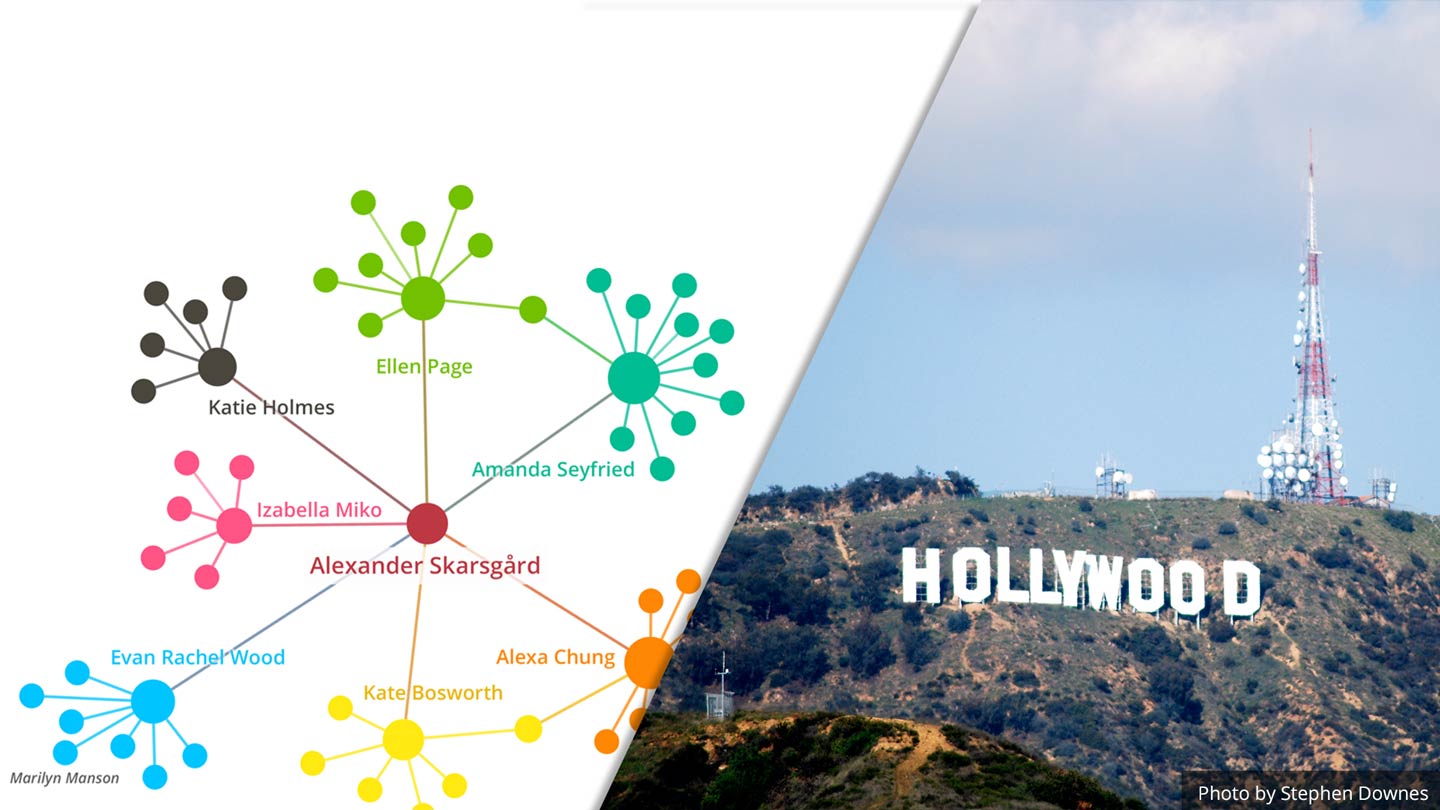 Ellen Page
Katie Holmes
Amanda Seyfried
Izabella Miko
Alexander Skarsgård
Evan Rachel Wood
Alexa Chung
Kate Bosworth
Marilyn Manson
HOLLYWOOD
Photo by Stephen Downes